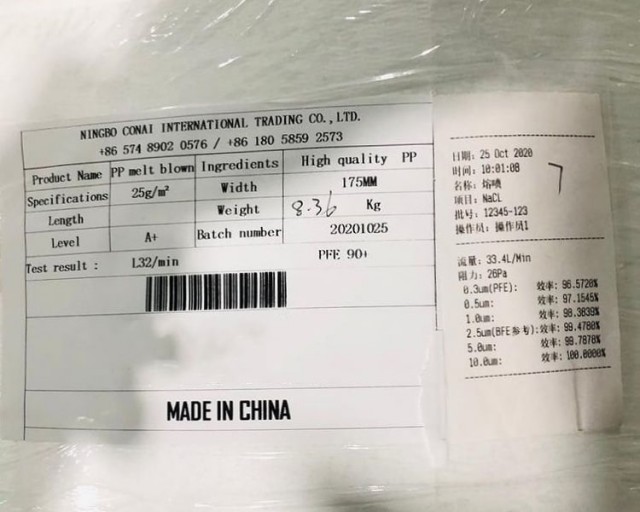 NINGBO CONAI INTERNATIONAL TRADING CO.,LTD.
+86 574 8902 0576 / +86 180 5859 2573
Product Name PP melt blown Ingredients High quality PP
Specifications 25g/m² Width 175MM
Length Weight 8.36 Kg
Level A+ Batch number 20201025
Test result : L32/min PFE 90+
MADE IN CHINA
日期: 25 Oct 2020
时间: 10:01:08
名称: 熔喷
项目: NaCL
批号: 12345-123
操作员: 操作员1
7
流量: 33.4L/Min
阻力: 26Pa
0.3um(PFE): 效率: 96.5720%
0.5um: 效率: 97.1545%
1.0um: 效率: 98.3839%
2.5um(BFE参考): 效率: 99.4780%
5.0um: 效率: 99.7878%
10.0um: 效率: 100.0000%